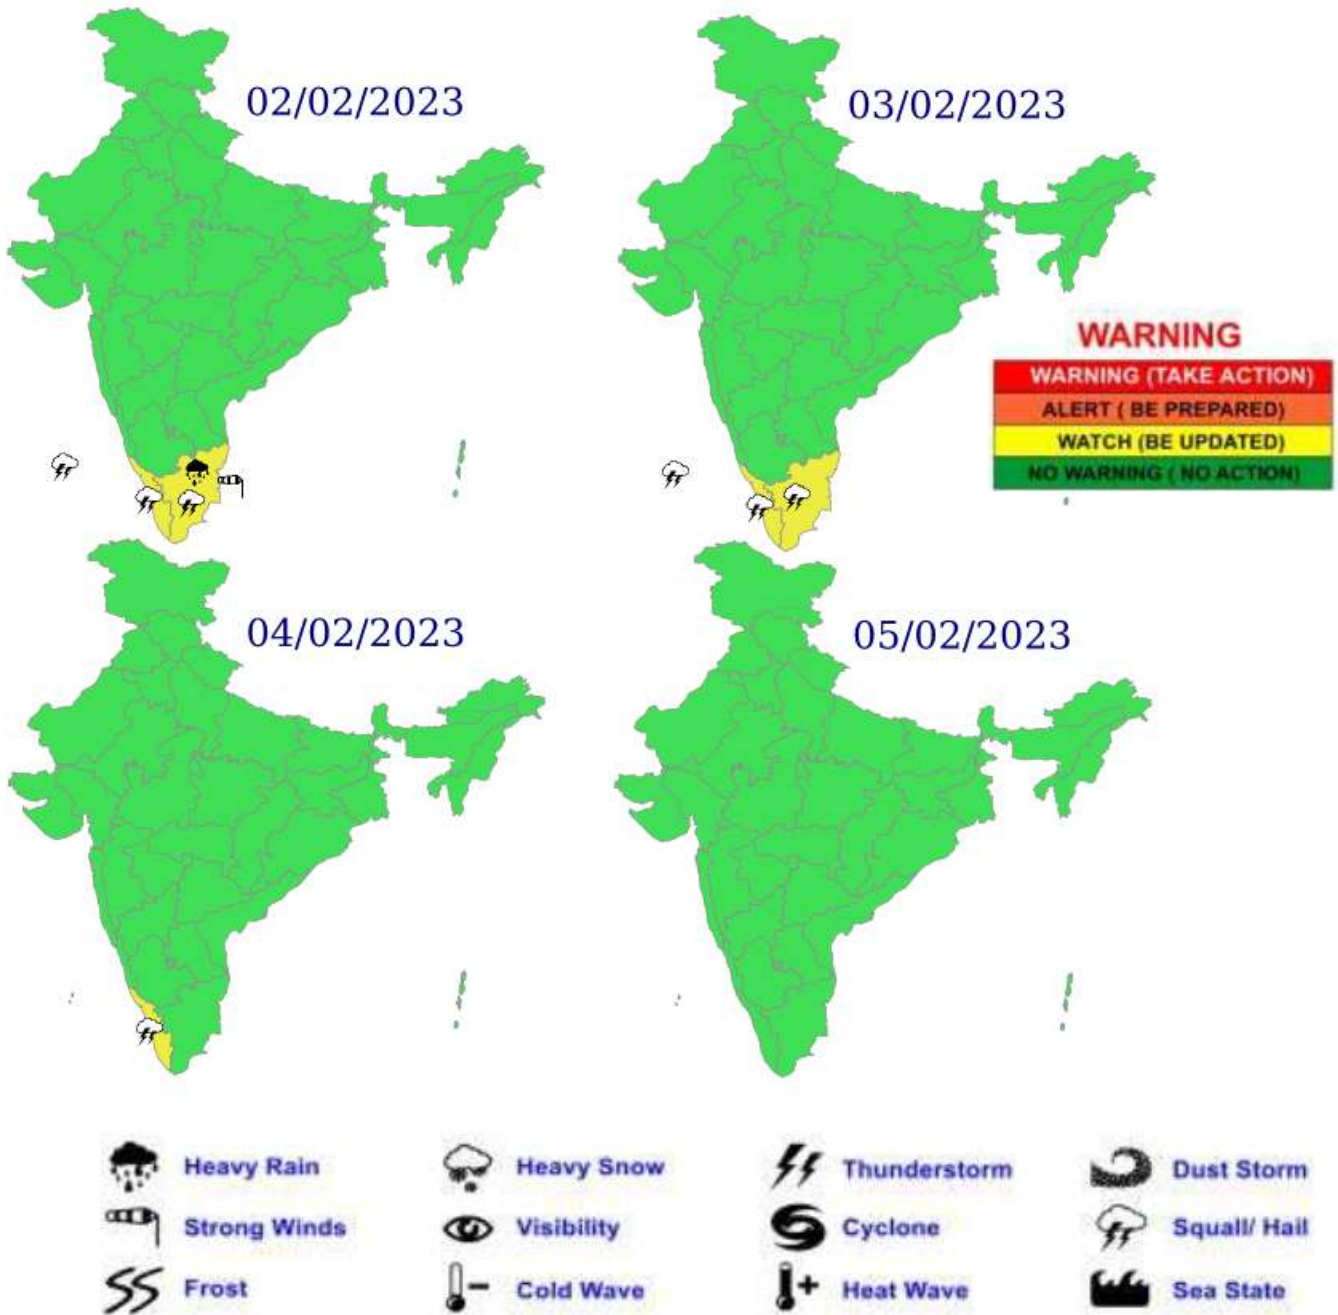 02/02/2023
03/02/2023
WARNING
WARNING (TAKE ACTION)
ALERT ( BE PREPARED)
WATCH (BE UPDATED)
NO WARNING ( NO ACTION)
04/02/2023
05/02/2023
Heavy Rain
Heavy Snow
Thunderstorm
Dust Storm
Strong Winds
Visibility
Cyclone
Squall/ Hail
Frost
Cold Wave
Heat Wave
Sea State